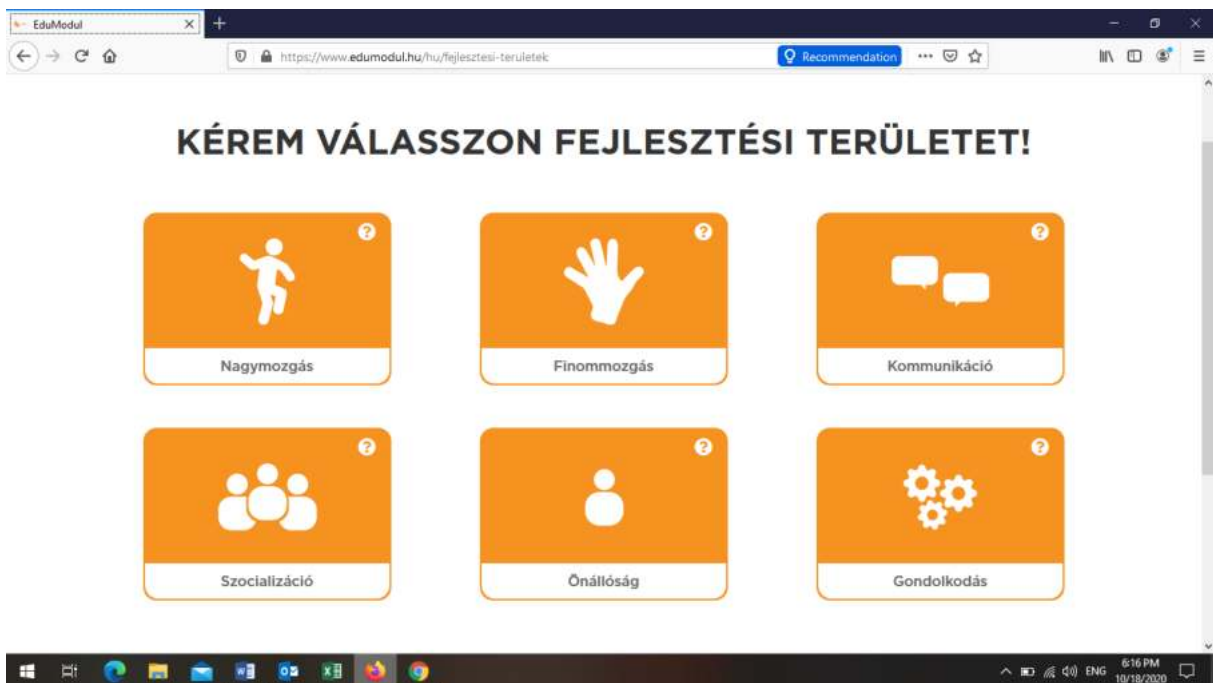 EduModul
https://www.edumodul.hu/hu/fejlesztesi-teruletek
Recommendation
KÉREM VÁLASSZON FEJLESZTÉSI TERÜLETET!
?
?
?
Nagymozgás
Finommozgás
Kommunikáció
?
?
?
Szocializáció
Önállóság
Gondolkodás
ENG
6:16 PM
10/18/2020